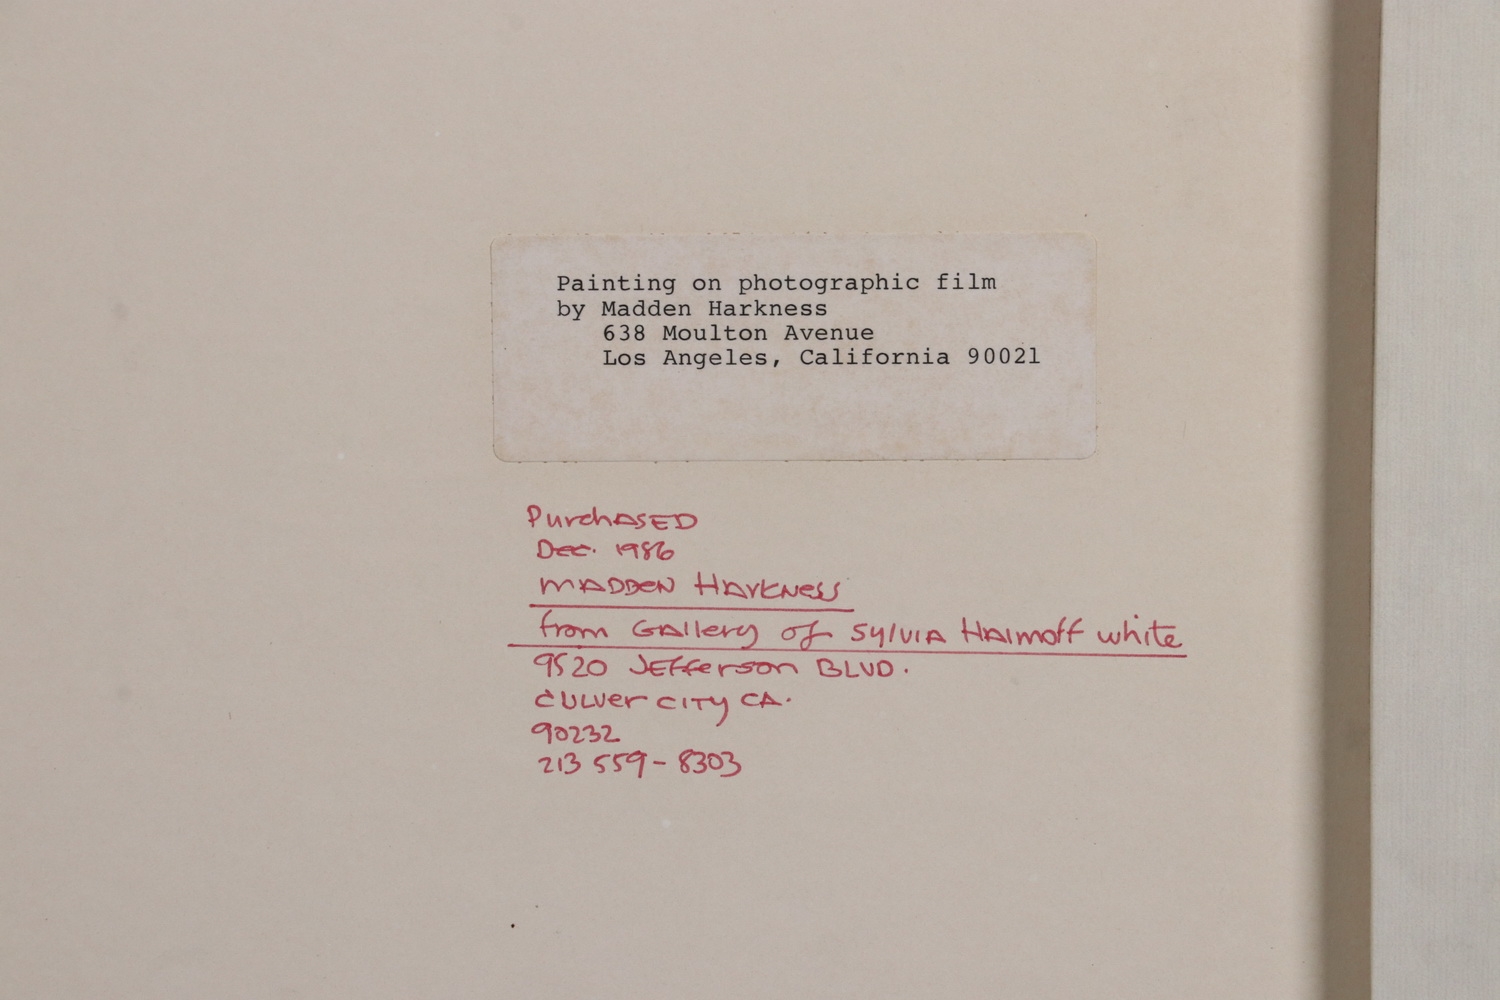 Painting on photographic film
by Madden Harkness
638 Moulton Avenue
Los Angeles, California 90021
PurchASED
Dec. 1986
MADDEN HArkNess
from GAllery of SylVIA HAImoff white
9520 JEfferson BLVD.
CULVer CITY CA.
90232
213 559-8303